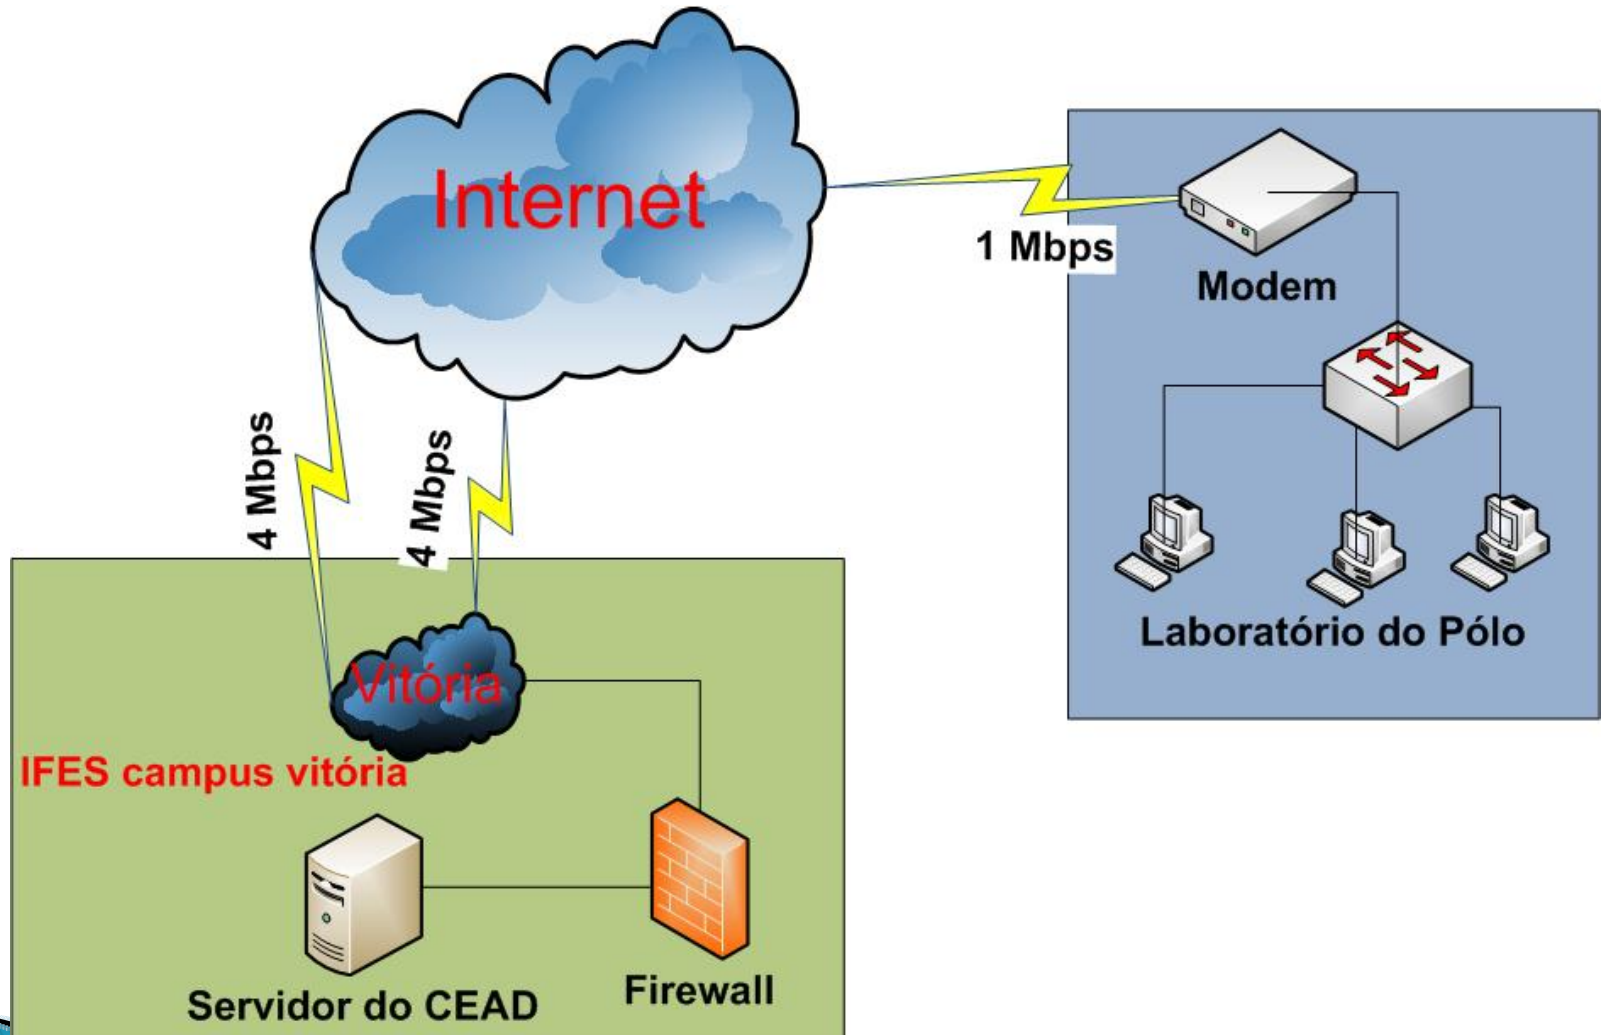 Internet
1 Mbps
Modem
4 Mbps
4 Mbps
Laboratório do Pólo
Vitória
IFES campus vitória
Servidor do CEAD
Firewall